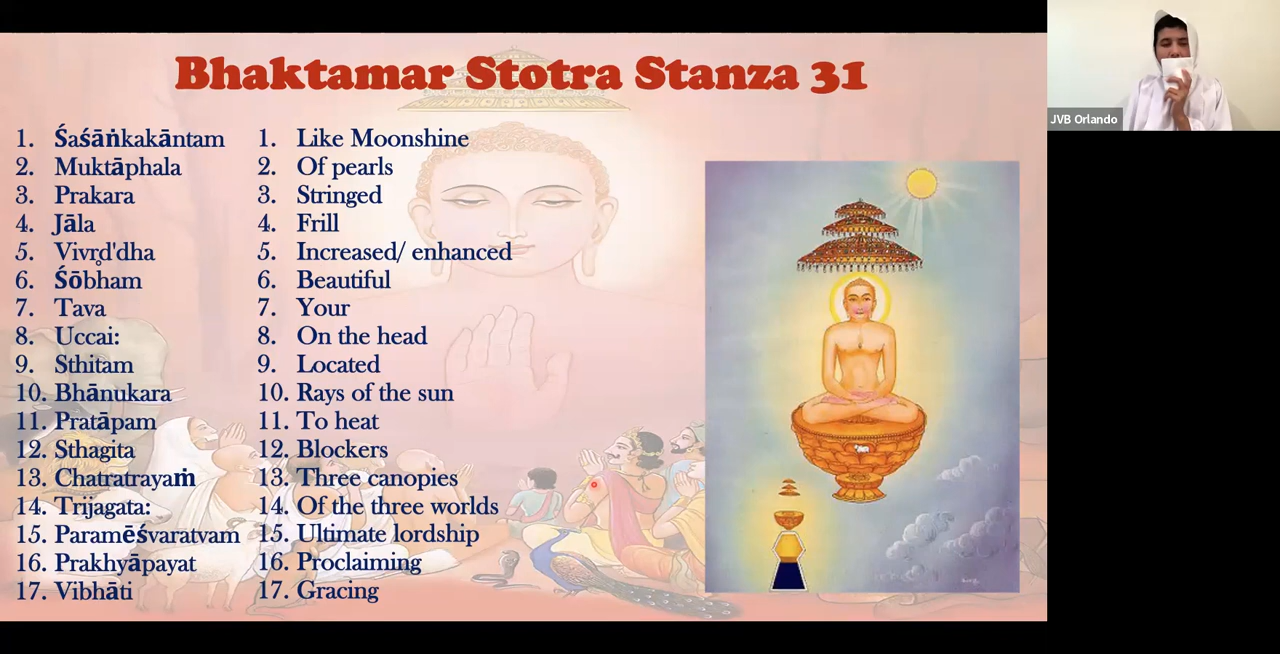 Bhaktamar Stotra Stanza 31
1. Śaśāṅkakāntam
2. Muktāphala
3. Prakara
4. Jāla
5. Vivr̥d'dha
6. Śōbham
7. Tava
8. Uccai:
9. Sthitam
10. Bhānukara
11. Pratāpam
12. Sthagita
13. Chatratrayaṁ
14. Trijagata:
15. Paramēśvaratvam
16. Prakhyāpayat
17. Vibhāti
1. Like Moonshine
2. Of pearls
3. Stringed
4. Frill
5. Increased/ enhanced
6. Beautiful
7. Your
8. On the head
9. Located
10. Rays of the sun
11. To heat
12. Blockers
13. Three canopies
14. Of the three worlds
15. Ultimate lordship
16. Proclaiming
17. Gracing
JVB Orlando